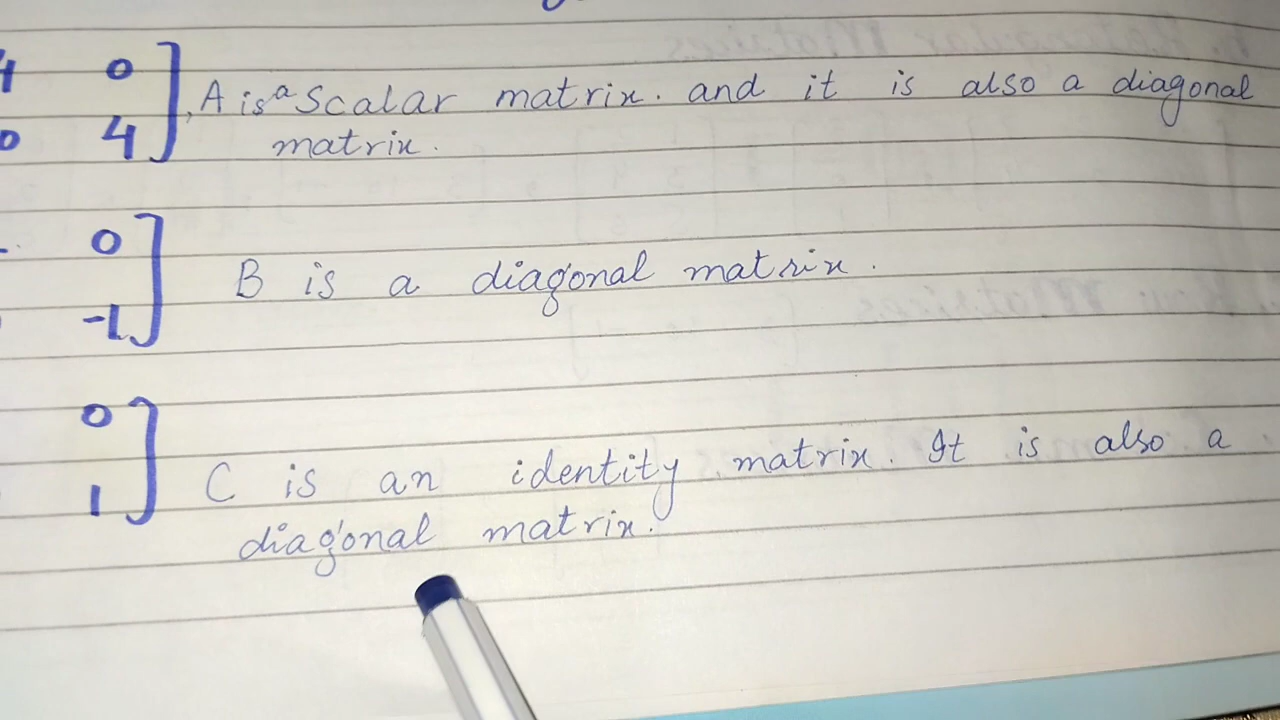 4 0
0 4
, A is a Scalar matrix. and it is also a diagonal
matrix.
0
-1
B is a diagonal matrix.
0
1
C is an identity matrix. It is also a
diagonal matrix.